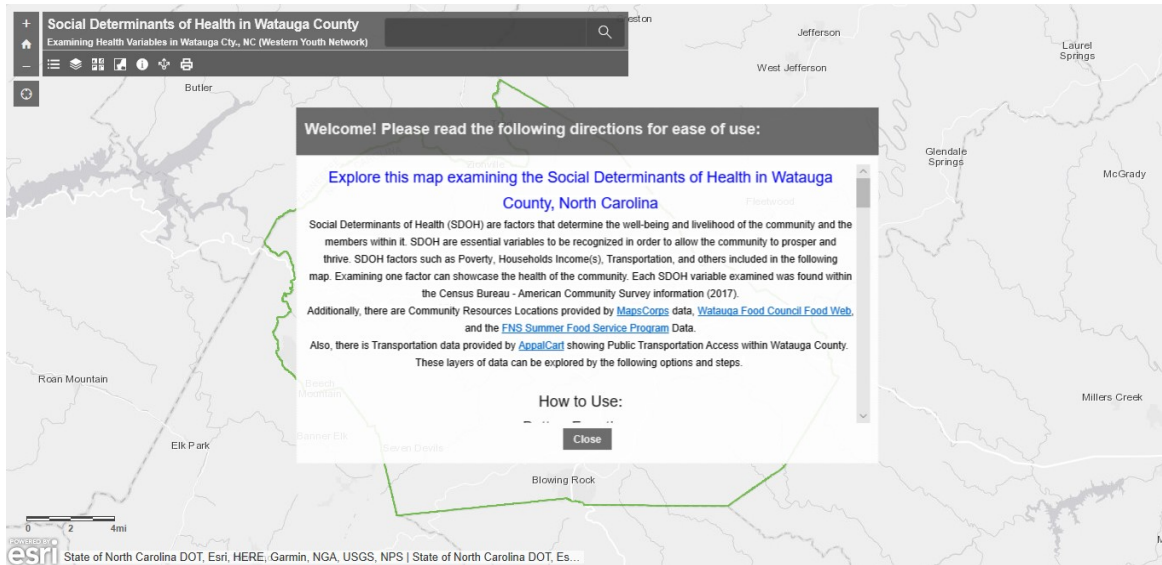 Social Determinants of Health in Watauga County
Examining Health Variables in Watauga Cty., NC (Western Youth Network)
Jefferson
Laurel
Springs
West Jefferson
Butler
Welcome! Please read the following directions for ease of use:
Glendale
Springs
McGrady
Explore this map examining the Social Determinants of Health in Watauga
County, North Carolina
Social Determinants of Health (SDOH) are factors that determine the well-being and livelihood of the community and the
members within it. SDOH are essential variables to be recognized in order to allow the community to prosper and
thrive. SDOH factors such as Poverty, Households Income(s), Transportation, and others included in the following
map. Examining one factor can showcase the health of the community. Each SDOH variable examined was found within
the Census Bureau - American Community Survey information (2017).
Additionally, there are Community Resources Locations provided by MapsCorps data, Watauga Food Council Food Web,
and the FNS Summer Food Service Program Data.
Also, there is Transportation data provided by AppalCart showing Public Transportation Access within Watauga County.
These layers of data can be explored by the following options and steps.
Roan Mountain
Beech
Mountain
How to Use:
Millers Creek
Banner Elk
Elk Park
Seven Devils
Close
Blowing Rock
0 2 4mi
POWERED BY
esri
State of North Carolina DOT, Esri, HERE, Garmin, NGA, USGS, NPS | State of North Carolina DOT, Es...